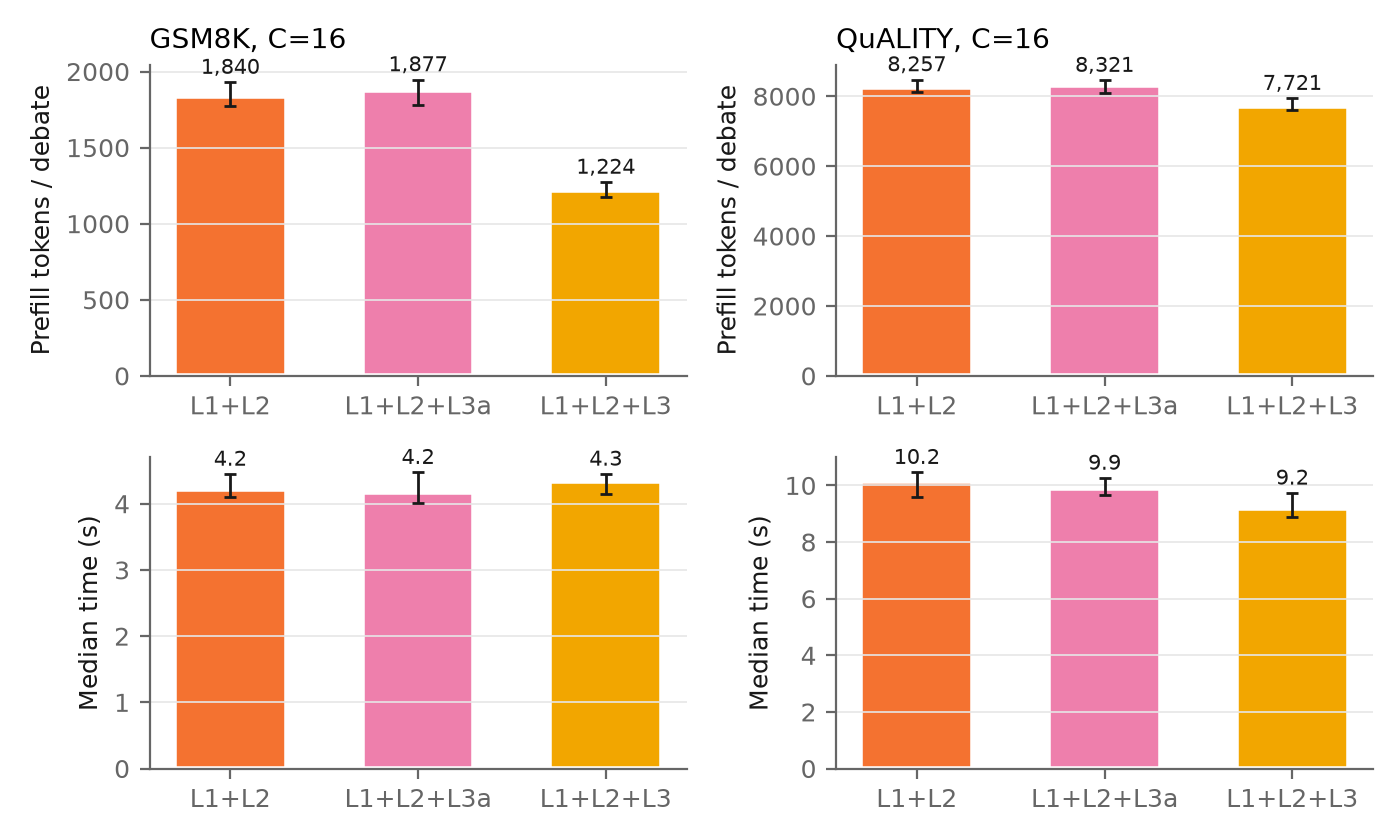 GSM8K, C=16
Prefill tokens / debate
2000
1500
1000
500
0
1,840
1,877
1,224
L1+L2
L1+L2+L3a
L1+L2+L3
QuALITY, C=16
Prefill tokens / debate
8000
6000
4000
2000
0
8,257
8,321
7,721
L1+L2
L1+L2+L3a
L1+L2+L3
Median time (s)
4
3
2
1
0
4.2
4.2
4.3
L1+L2
L1+L2+L3a
L1+L2+L3
Median time (s)
10
8
6
4
2
0
10.2
9.9
9.2
L1+L2
L1+L2+L3a
L1+L2+L3